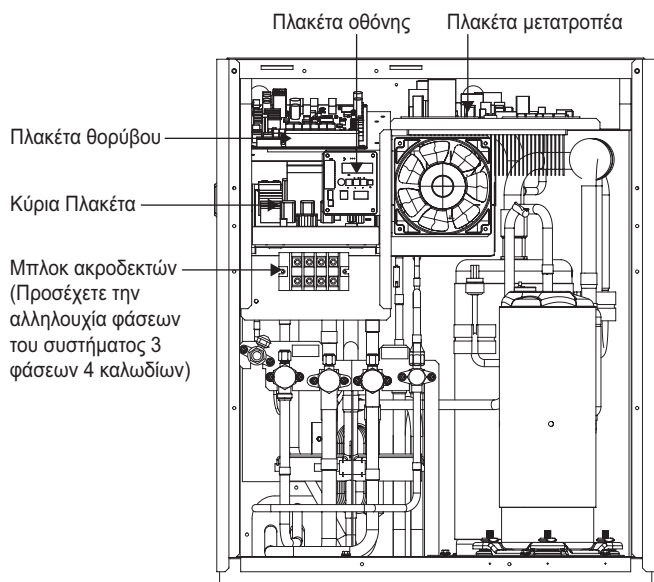 Πλακέτα οθόνης
Πλακέτα μετατροπέα
Πλακέτα θορύβου
Κύρια Πλακέτα
Μπλοκ ακροδεκτών
(Προσέχετε την
αλληλουχία φάσεων
του συστήματος 3
φάσεων 4 καλωδίων)